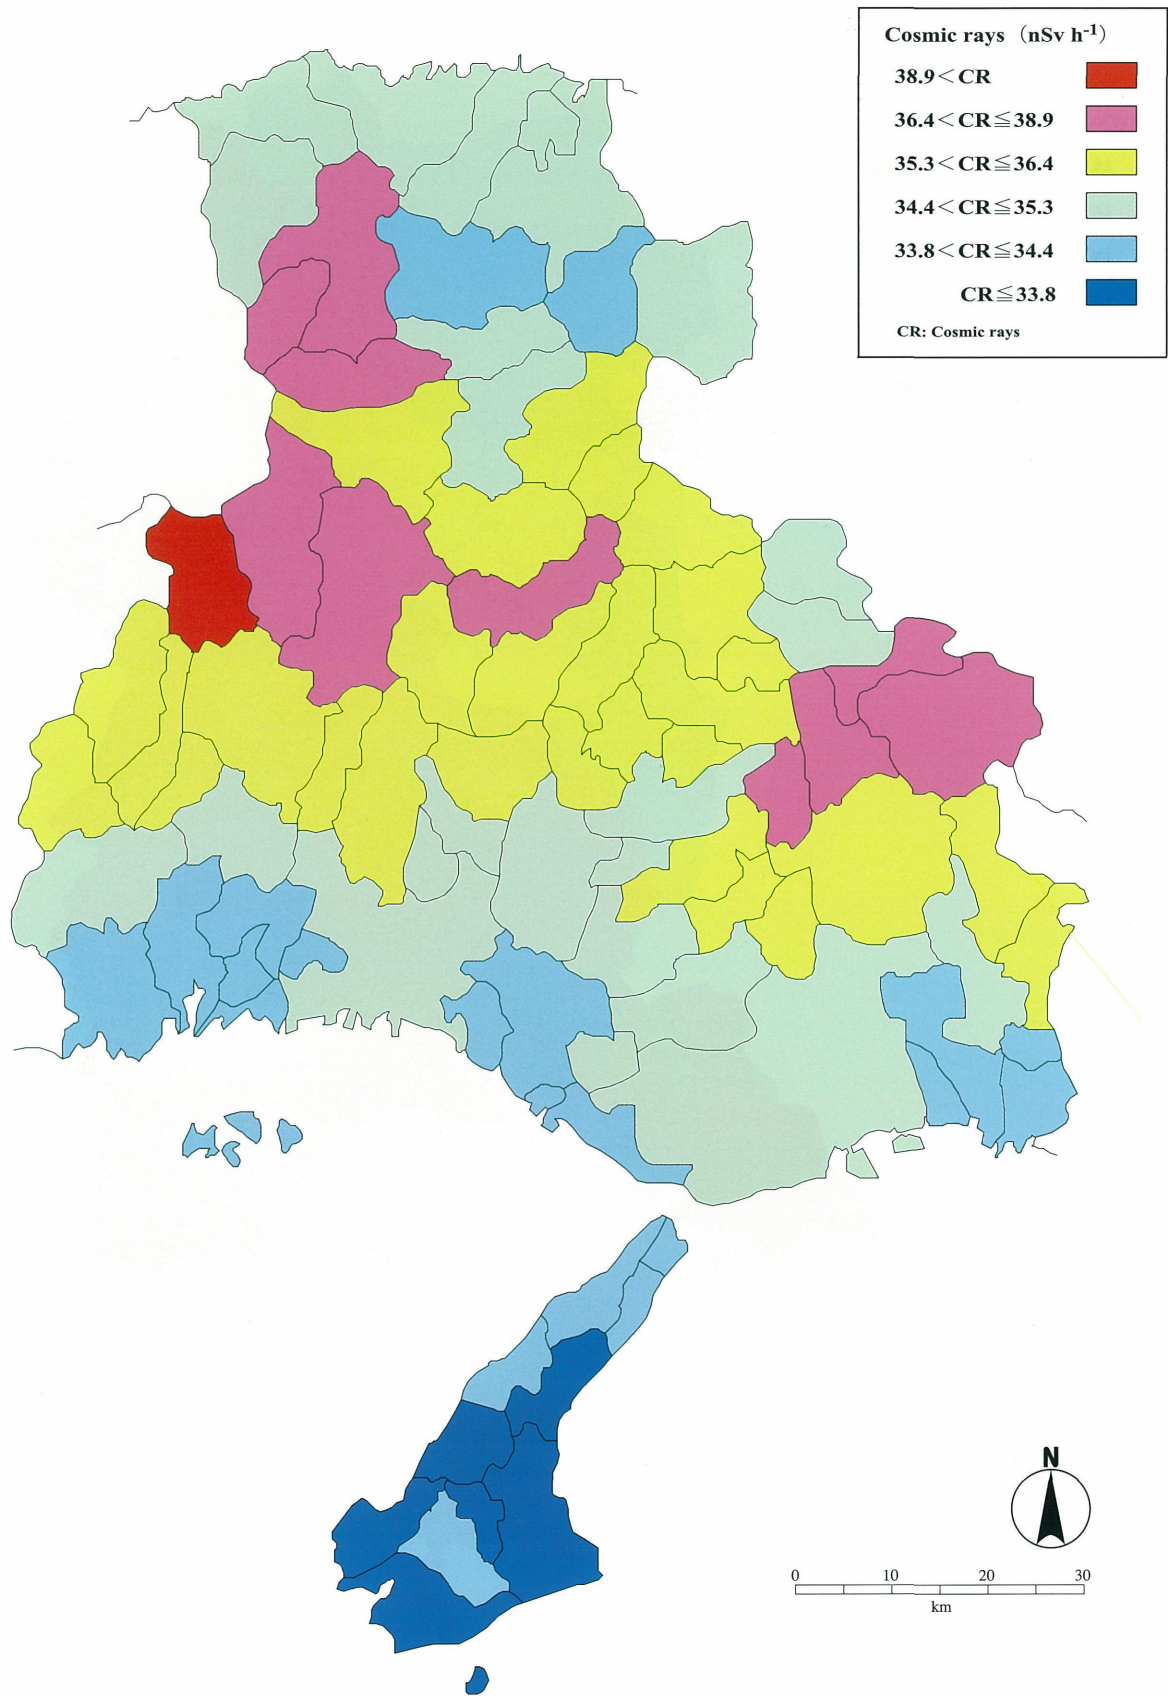 Cosmic rays (nSv h-1)
38.9<CR
36.4<CR≦38.9
35.3<CR≦36.4
34.4<CR≦35.3
33.8<CR≦34.4
CR≦33.8
CR: Cosmic rays
N
0 10 20 30
km